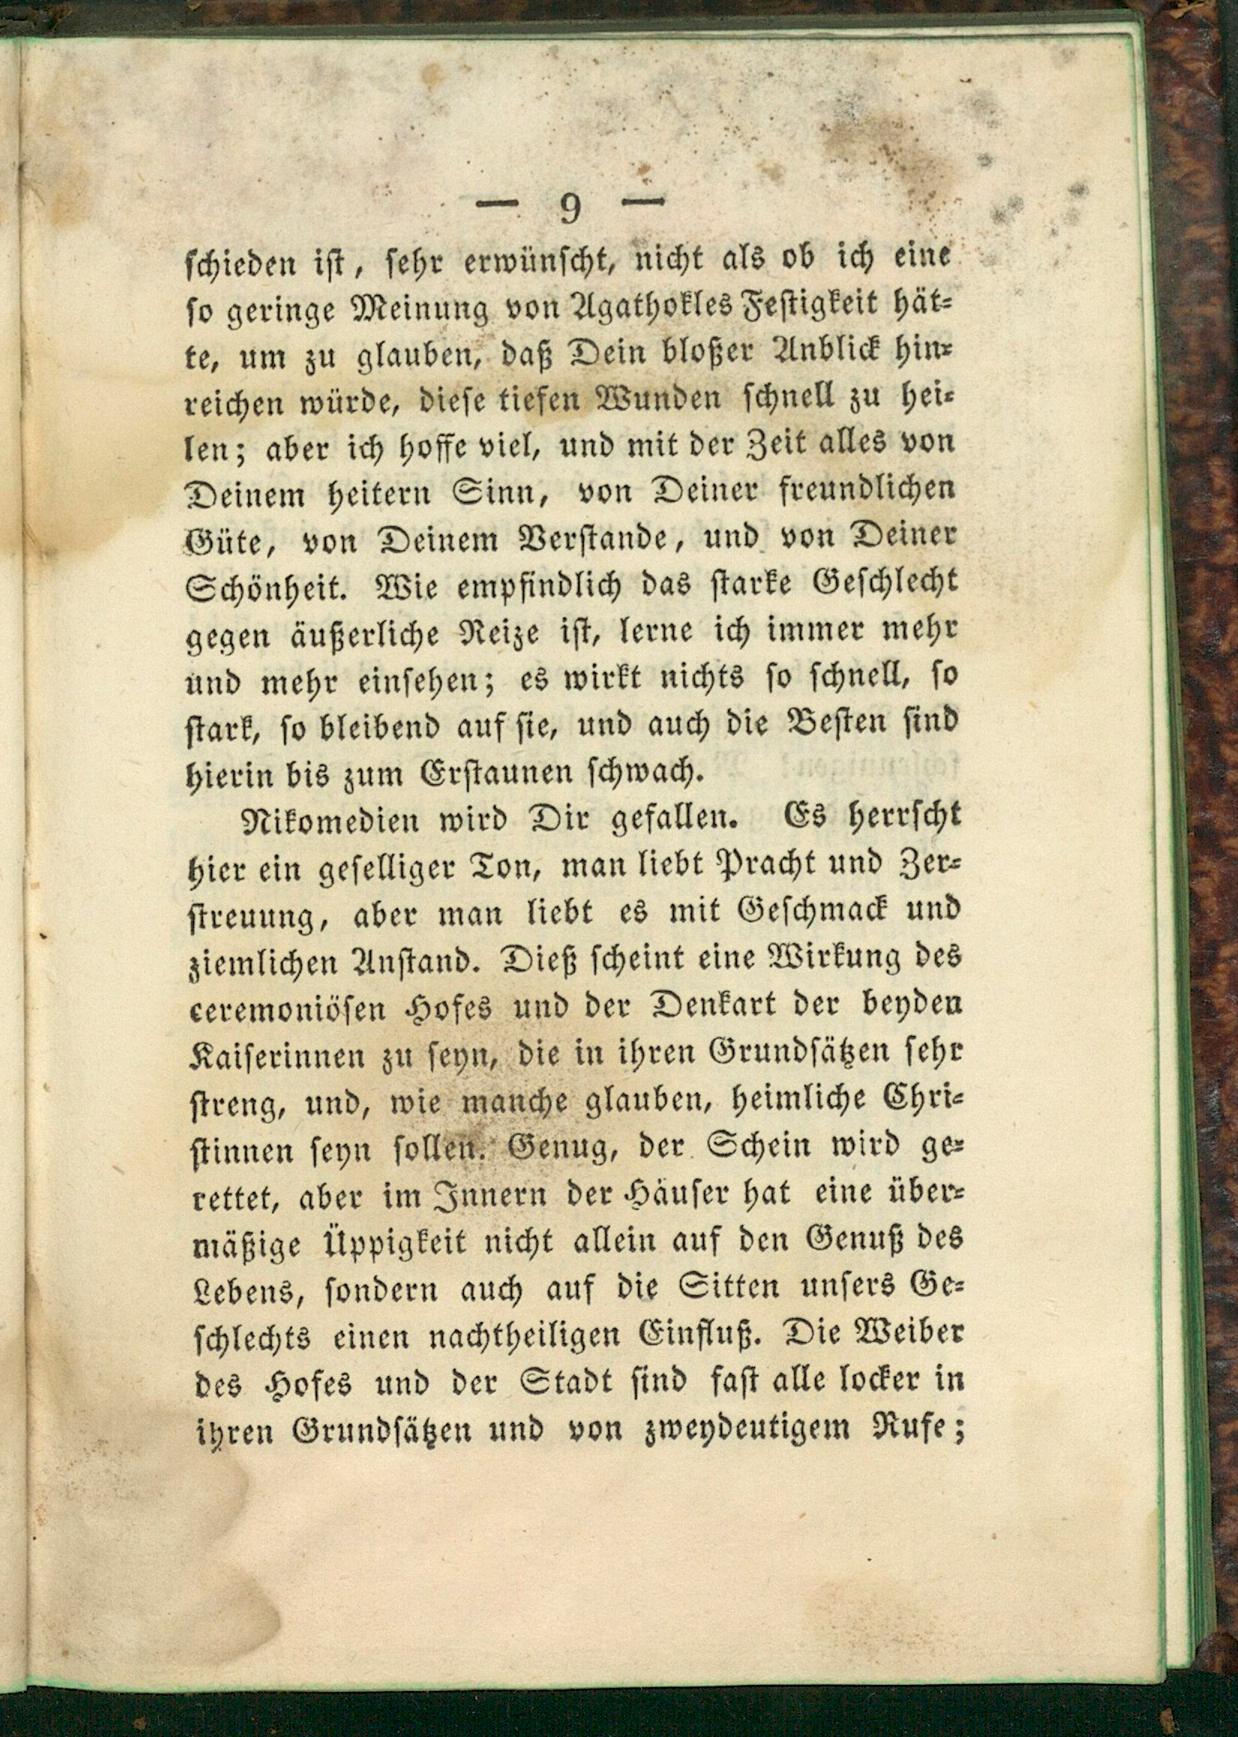 — 9 —
schieden ist, sehr erwünscht, nicht als ob ich eine
so geringe Meinung von Agathokles Festigkeit hät-
te, um zu glauben, daß Dein bloßer Anblick hin-
reichen würde, diese tiefen Wunden schnell zu hei-
len; aber ich hoffe viel, und mit der Zeit alles von
Deinem heitern Sinn, von Deiner freundlichen
Güte, von Deinem Verstande, und von Deiner
Schönheit. Wie empfindlich das starke Geschlecht
gegen äußerliche Reize ist, lerne ich immer mehr
und mehr einsehen; es wirkt nichts so schnell, so
stark, so bleibend auf sie, und auch die Besten sind
hierin bis zum Erstaunen schwach.
Nikomedien wird Dir gefallen. Es herrscht
hier ein geselliger Ton, man liebt Pracht und Zer-
streuung, aber man liebt es mit Geschmack und
ziemlichen Anstand. Dieß scheint eine Wirkung des
ceremoniösen Hofes und der Denkart der beyden
Kaiserinnen zu seyn, die in ihren Grundsätzen sehr
streng, und, wie manche glauben, heimliche Chri-
stinnen seyn sollen. Genug, der Schein wird ge-
rettet, aber im Innern der Häuser hat eine über-
mäßige Üppigkeit nicht allein auf den Genuß des
Lebens, sondern auch auf die Sitten unsers Ge-
schlechts einen nachtheiligen Einfluß. Die Weiber
des Hofes und der Stadt sind fast alle locker in
ihren Grundsätzen und von zweydeutigem Rufe;